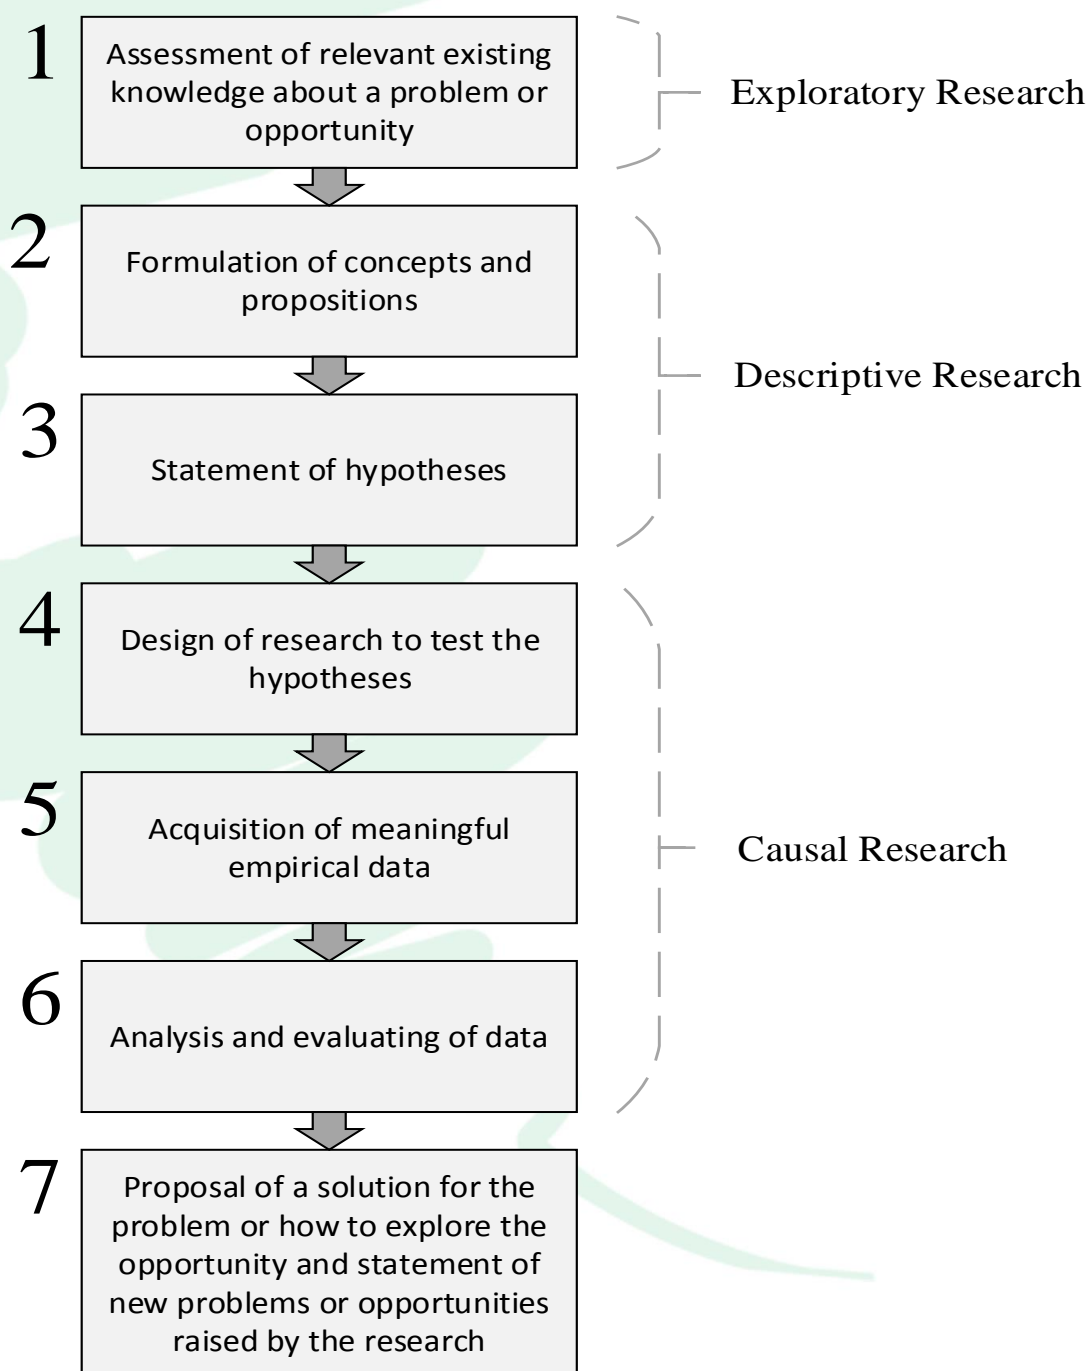 1
Assessment of relevant existing
knowledge about a problem or
opportunity
Exploratory Research
2
Formulation of concepts and
propositions
Descriptive Research
3
Statement of hypotheses
4
Design of research to test the
hypotheses
5
Acquisition of meaningful
empirical data
Causal Research
6
Analysis and evaluating of data
7
Proposal of a solution for the
problem or how to explore the
opportunity and statement of
new problems or opportunities
raised by the research